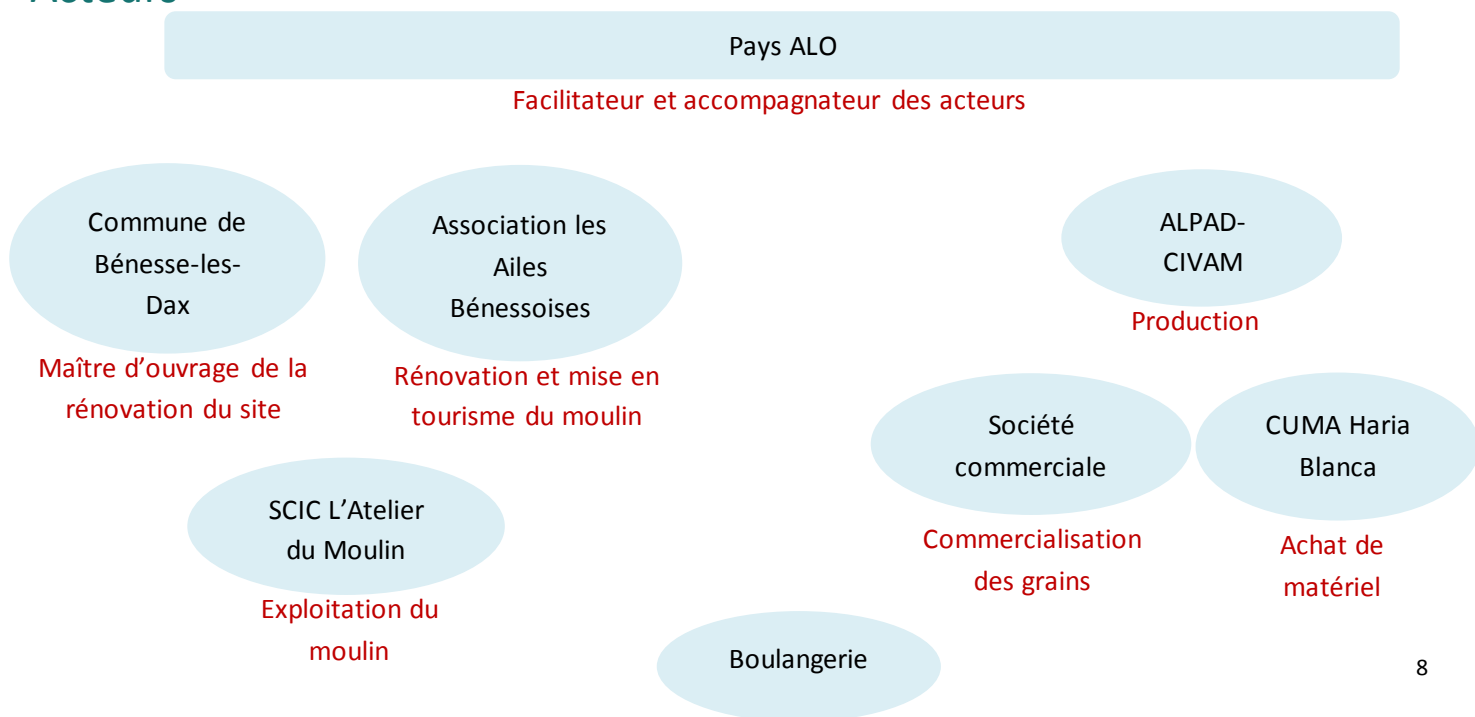 Acteurs
Pays ALO
Facilitateur et accompagnateur des acteurs
Commune de
Bénesse-les-
Dax
Maître d'ouvrage de la
rénovation du site
Association les
Ailes
Bénessoises
Rénovation et mise en
tourisme du moulin
ALPAD-
CIVAM
Production
Société
commerciale
Commercialisation
des grains
CUMA Haria
Blanca
Achat de
matériel
SCIC L'Atelier
du Moulin
Exploitation du
moulin
Boulangerie
8